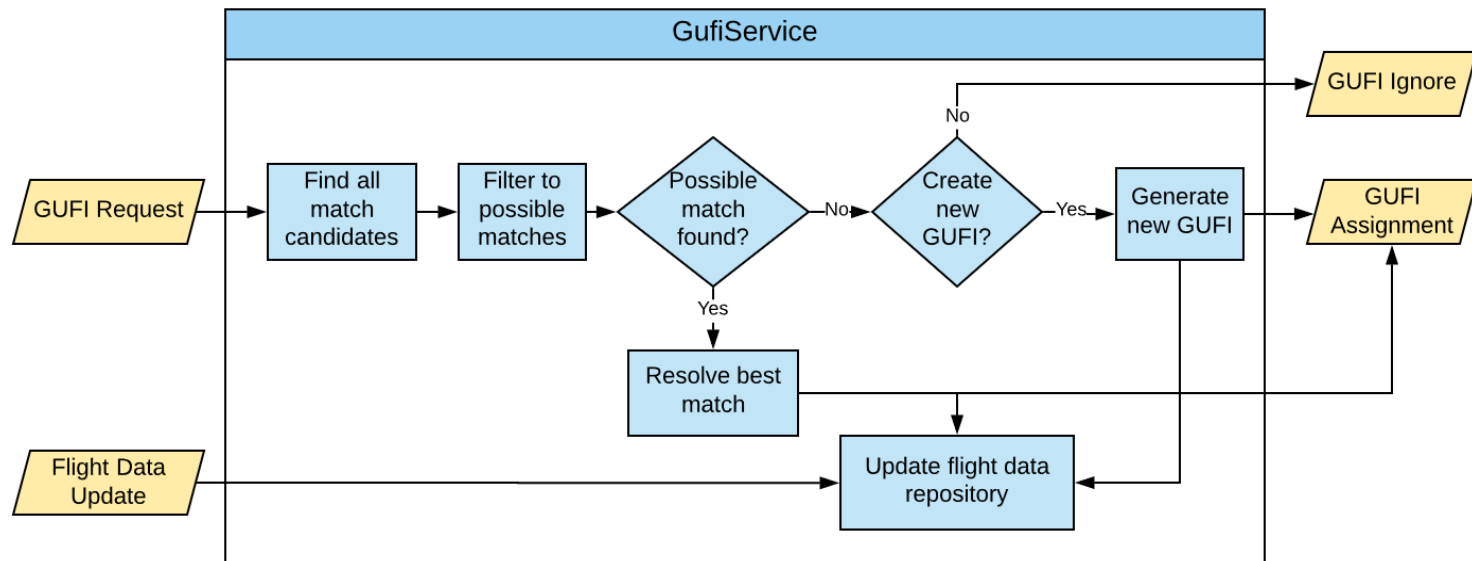 GufiService
GUFI Ignore
No
GUFI Request
Find all
match
candidates
Filter to
possible
matches
Possible
match
found?
No
Create
new
GUFI?
Yes
Generate
new GUFI
GUFI
Assignment
Yes
Resolve best
match
Flight Data
Update
Update flight data
repository